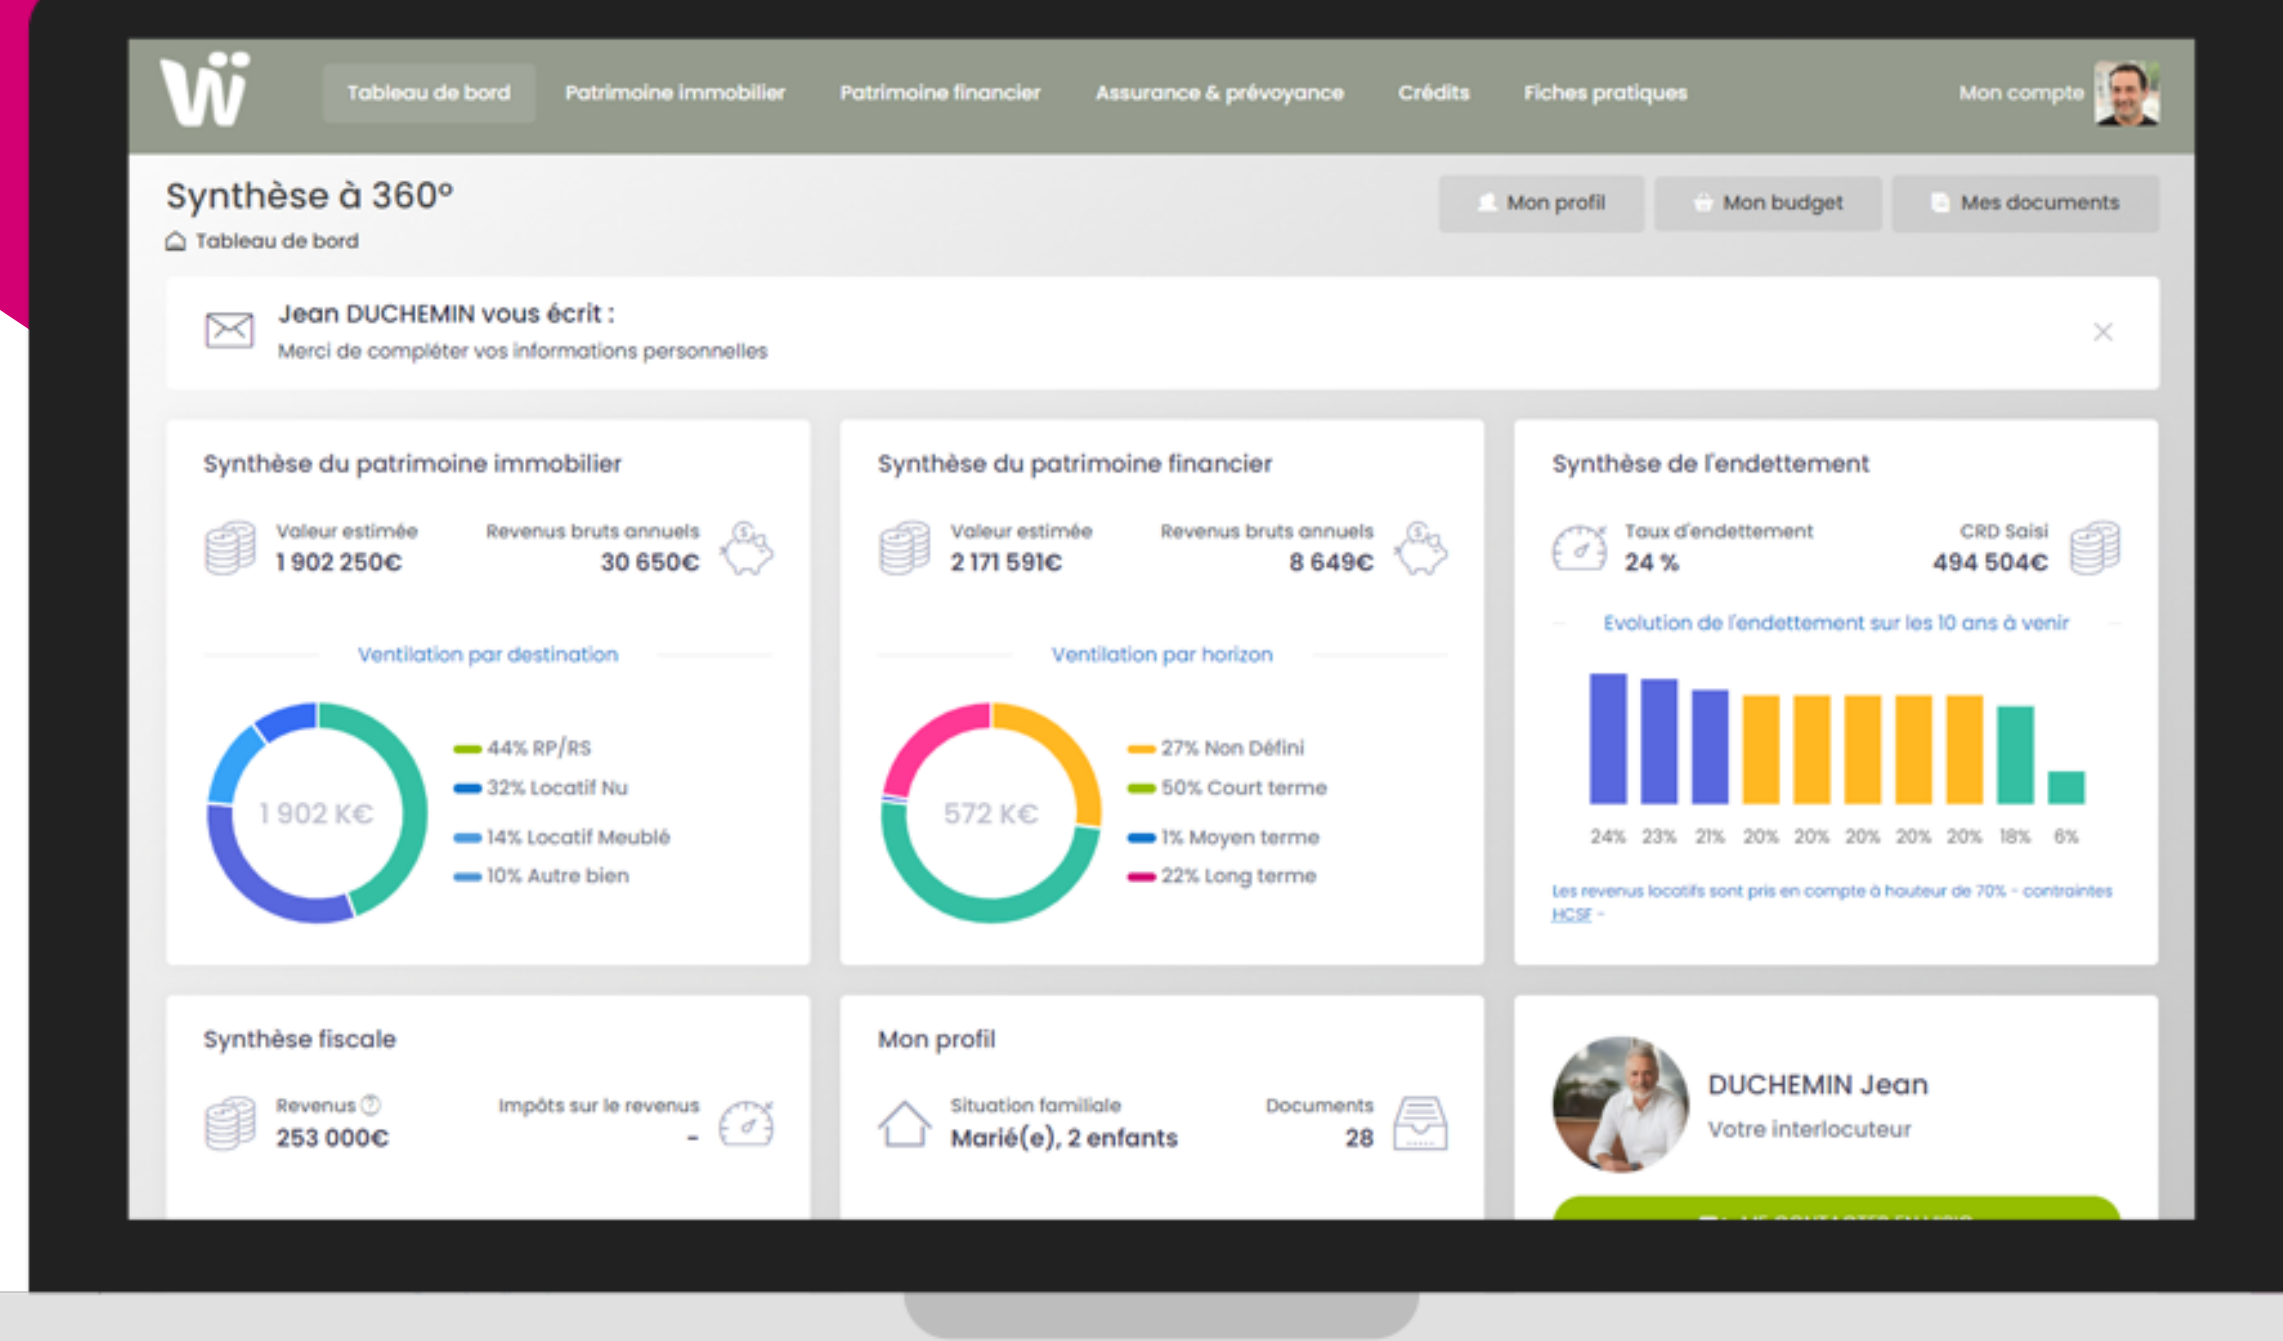 Wï
Tableau de bord
Patrimoine immobilier
Patrimoine financier
Assurance & prévoyance
Crédits
Fiches pratiques
Mon compte
Synthèse à 360°
Tableau de bord
Mon profil
Mon budget
Mes documents
Jean DUCHEMIN vous écrit :
Merci de compléter vos informations personnelles
Synthèse du patrimoine immobilier
Valeur estimée
1 902 250€
Revenus bruts annuels
30 650€
Ventilation par destination
1 902 K€
44% RP/RS
32% Locatif Nu
14% Locatif Meublé
10% Autre bien
Synthèse du patrimoine financier
Valeur estimée
2 171 591€
Revenus bruts annuels
8 649€
Ventilation par horizon
572 K€
27% Non Défini
50% Court terme
1% Moyen terme
22% Long terme
Synthèse de l'endettement
Taux d'endettement
24 %
CRD Saisi
494 504€
Evolution de l'endettement sur les 10 ans à venir
24% 23% 21% 20% 20% 20% 20% 20% 18% 6%
Les revenus locatifs sont pris en compte à hauteur de 70% - contraintes
HCSF -
Synthèse fiscale
Revenus
253 000€
Impôts sur le revenus
-
Mon profil
Situation familiale
Marié(e), 2 enfants
Documents
28
DUCHEMIN Jean
Votre interlocuteur